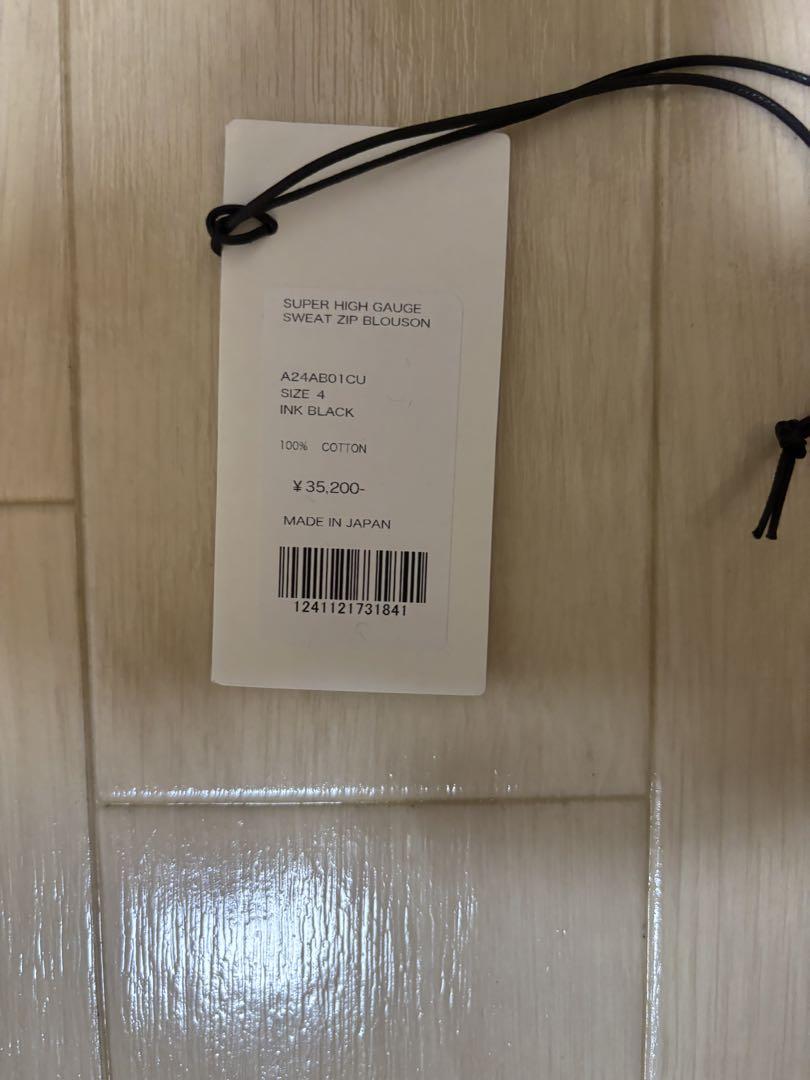 SUPER HIGH GAUGE
SWEAT ZIP BLOUSON
A24AB01CU
SIZE 4
INK BLACK
100% COTTON
¥35,200-
MADE IN JAPAN
1241121731841